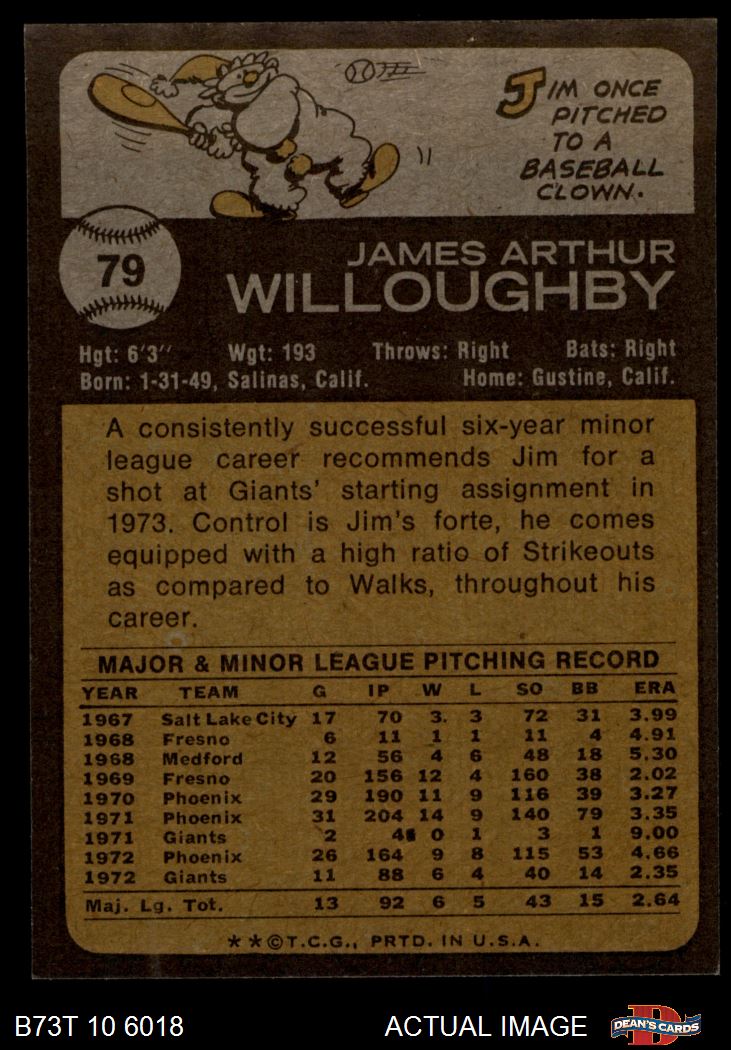 JIM ONCE
PITCHED
TO A
BASEBALL
CLOWN.
79
JAMES ARTHUR
WILLOUGHBY
Hgt: 6'3" Wgt: 193 Throws: Right Bats: Right
Born: 1-31-49, Salinas, Calif. Home: Gustine, Calif.
A consistently successful six-year minor
league career recommends Jim for a
shot at Giants' starting assignment in
1973. Control is Jim's forte, he comes
equipped with a high ratio of Strikeouts
as compared to Walks, throughout his
career.
MAJOR & MINOR LEAGUE PITCHING RECORD
YEAR TEAM G IP W L SO BB ERA
1967 Salt Lake City 17 70 3. 3 72 31 3.99
1968 Fresno 6 11 1 1 11 4 4.91
1968 Medford 12 56 4 6 48 18 5.30
1969 Fresno 20 156 12 4 160 38 2.02
1970 Phoenix 29 190 11 9 116 39 3.27
1971 Phoenix 31 204 14 9 140 79 3.35
1971 Giants 2 4 0 1 3 1 9.00
1972 Phoenix 26 164 9 8 115 53 4.66
1972 Giants 11 88 6 4 40 14 2.35
Maj. Lg. Tot. 13 92 6 5 43 15 2.64
**©T.C.G., PRTD. IN U.S.A.
B73T 10 6018 ACTUAL IMAGE DEAN'S CARDS